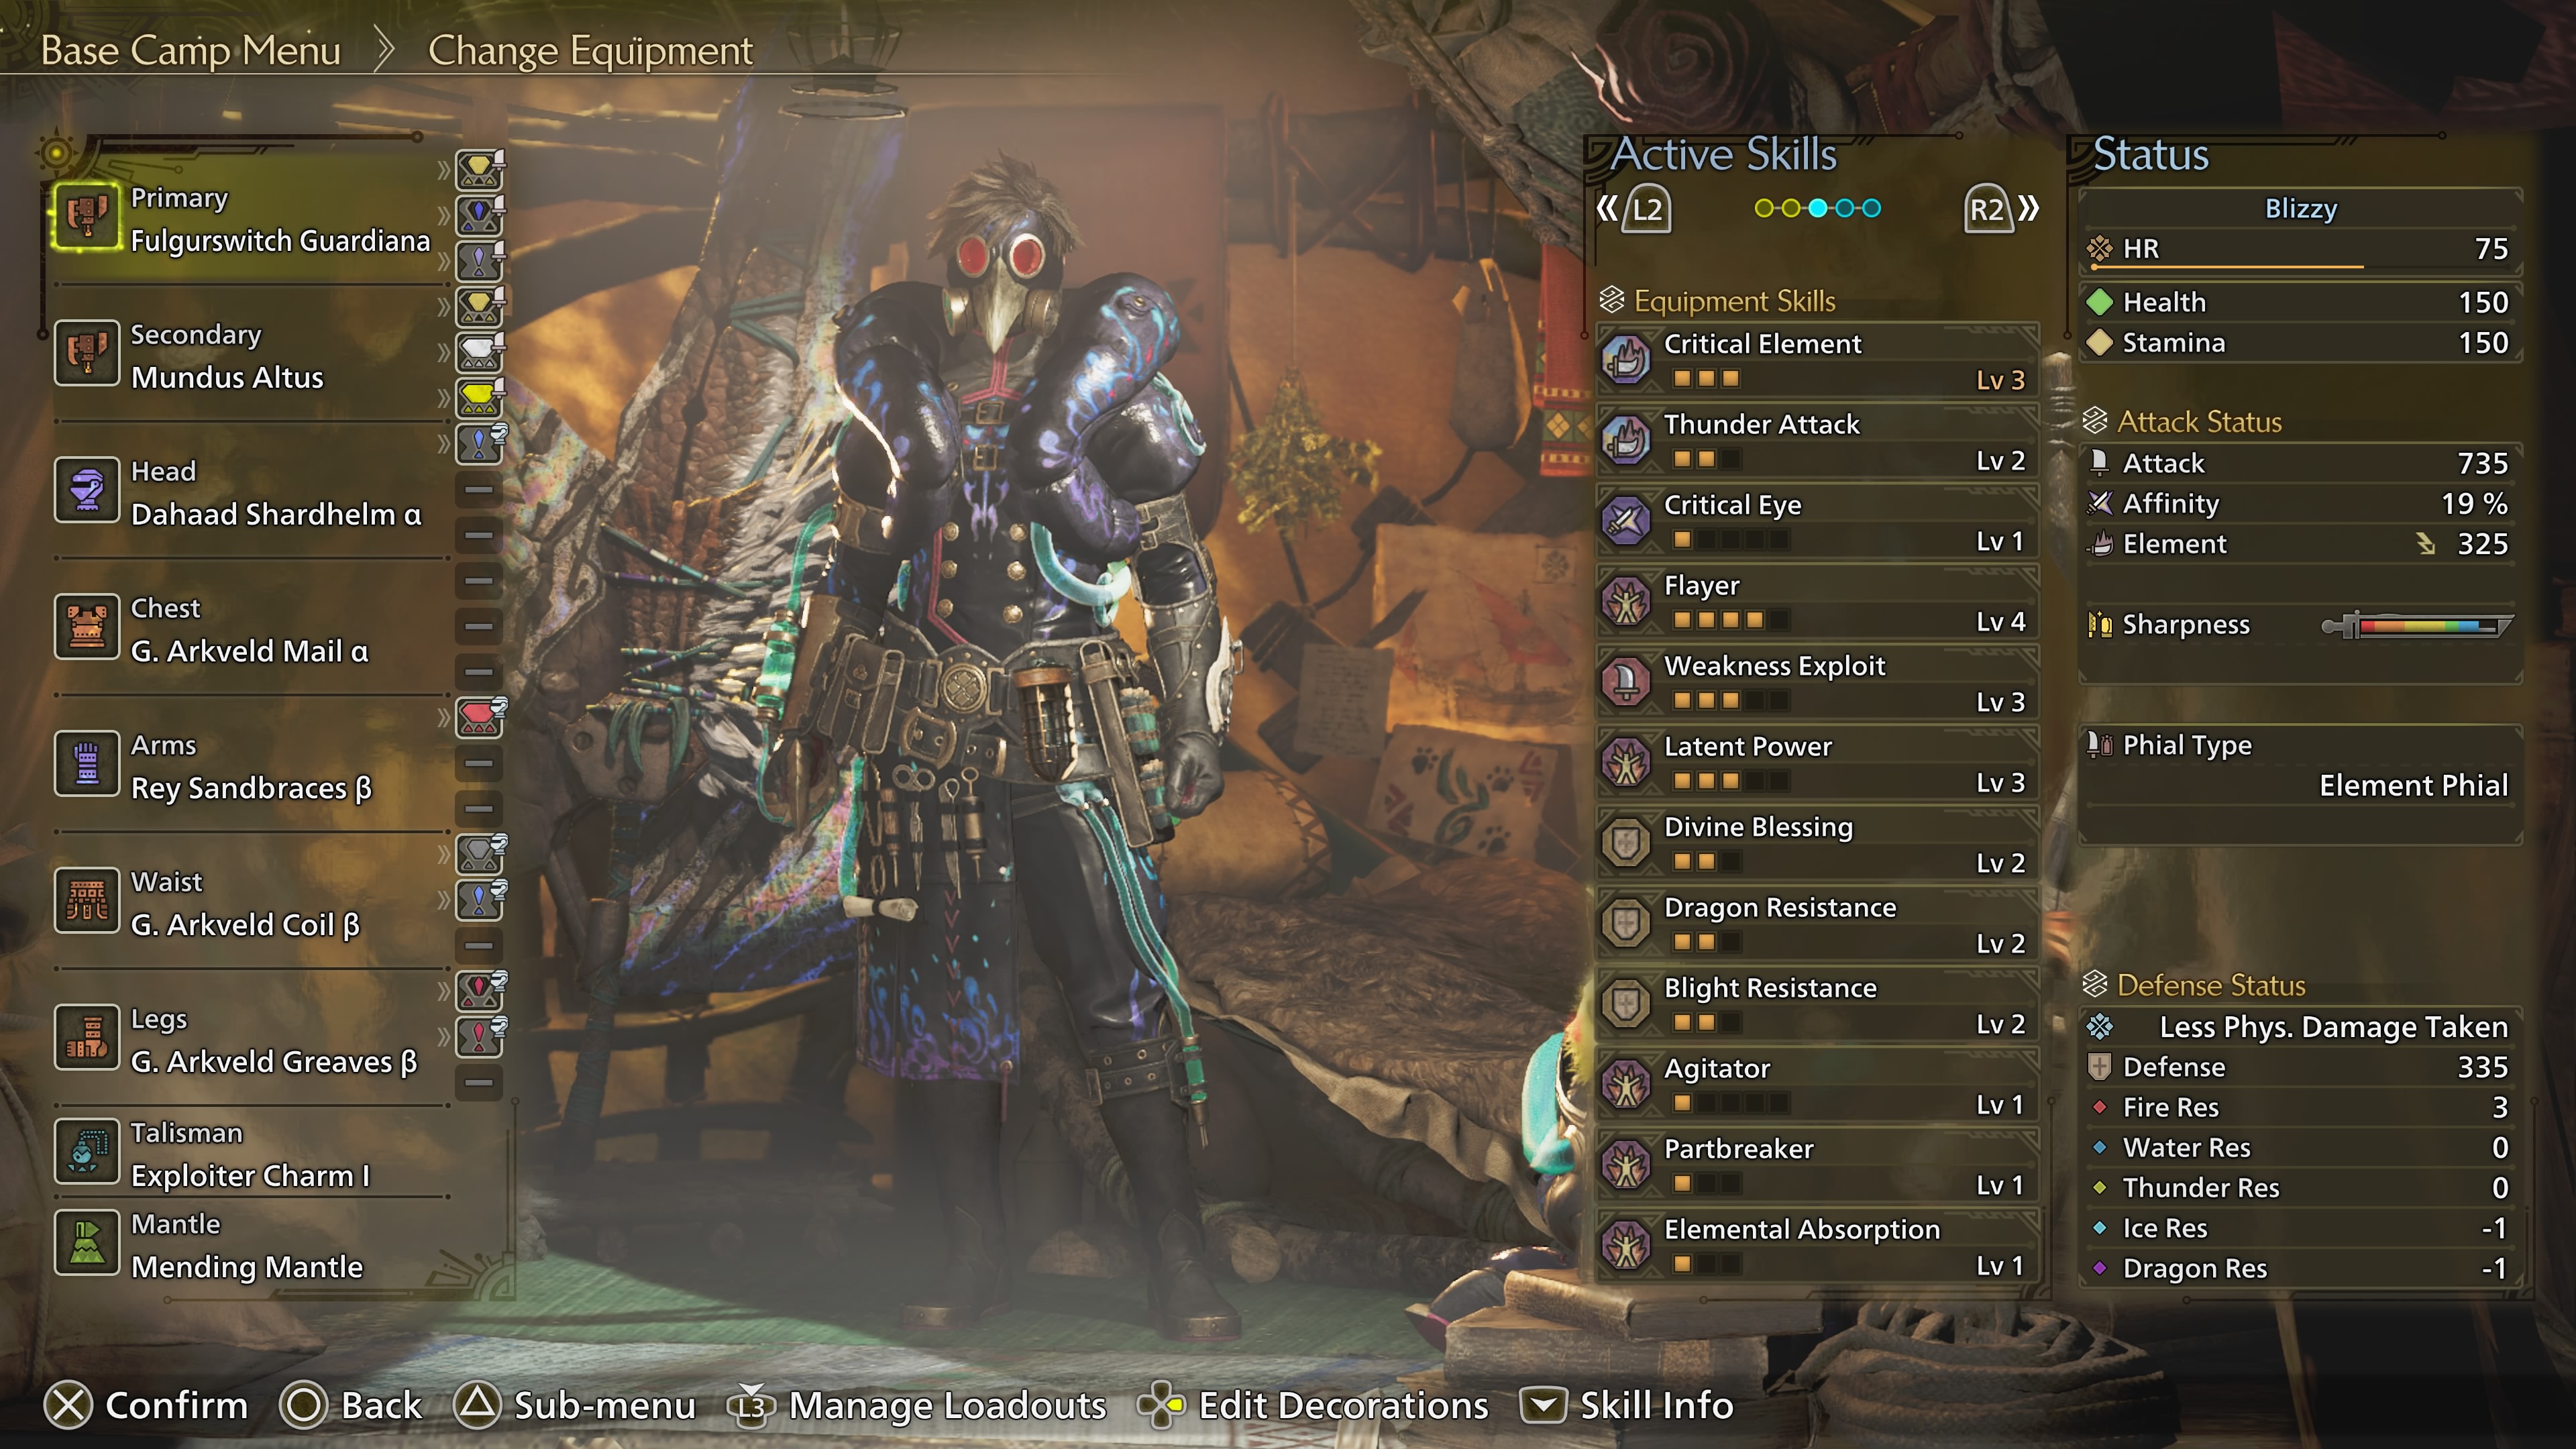 Base Camp Menu
Change Equipment
Primary
Fulgurswitch Guardiana
Secondary
Mundus Altus
Head
Dahaad Shardhelm α
Chest
G. Arkveld Mail α
Arms
Rey Sandbraces β
Waist
G. Arkveld Coil β
Legs
G. Arkveld Greaves β
Talisman
Exploiter Charm I
Mantle
Mending Mantle
Active Skills
L2
R2
Equipment Skills
Critical Element
Lv 3
Thunder Attack
Lv 2
Critical Eye
Lv 1
Flayer
Lv 4
Weakness Exploit
Lv 3
Latent Power
Lv 3
Divine Blessing
Lv 2
Dragon Resistance
Lv 2
Blight Resistance
Lv 2
Agitator
Lv 1
Partbreaker
Lv 1
Elemental Absorption
Lv 1
Status
Blizzy
HR 75
Health 150
Stamina 150
Attack Status
Attack 735
Affinity 19 %
Element 325
Sharpness
Phial Type
Element Phial
Defense Status
Less Phys. Damage Taken
Defense 335
Fire Res 3
Water Res 0
Thunder Res 0
Ice Res -1
Dragon Res -1
Confirm Back Sub-menu L3 Manage Loadouts Edit Decorations Skill Info